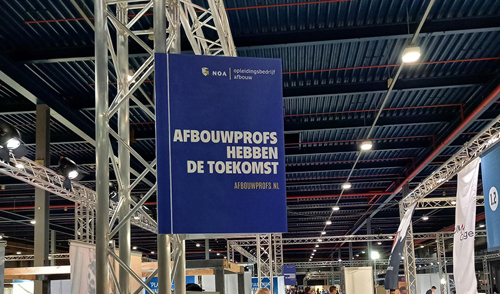 NOA
opleidingsbedrijf
afbouw
AFBOUWPROFS
HEBBEN
DE TOEKOMST
AFBOUWPROFS.NL